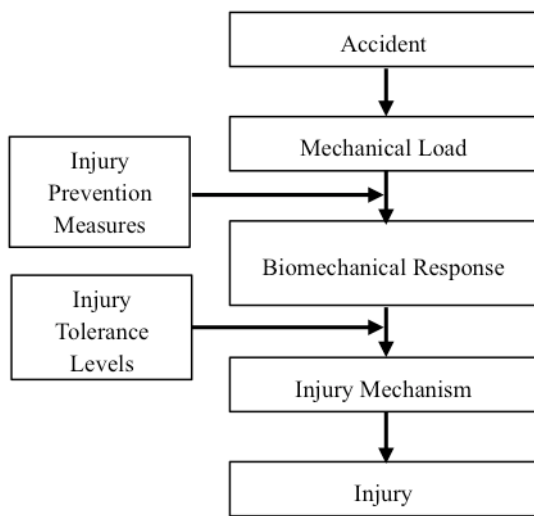 Accident
Mechanical Load
Injury
Prevention
Measures
Biomechanical Response
Injury
Tolerance
Levels
Injury Mechanism
Injury